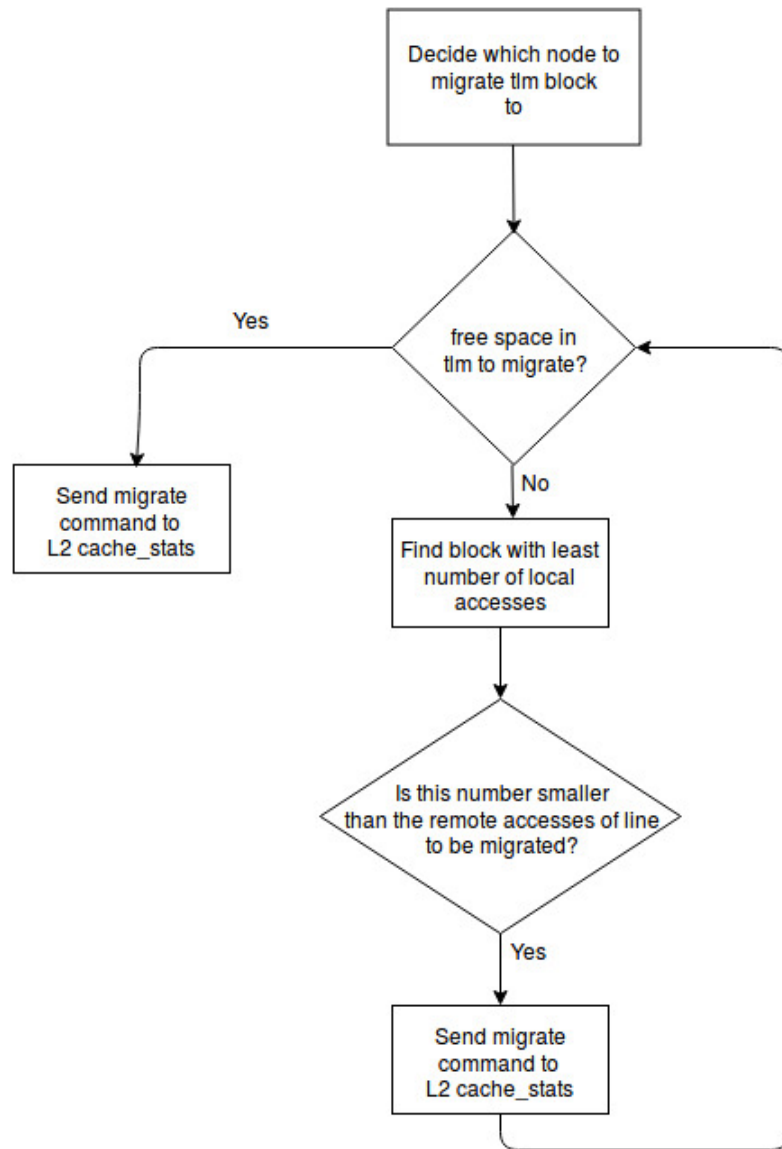 Decide which node to
migrate tlm block
to
Yes
free space in
tlm to migrate?
Send migrate
command to
L2 cache_stats
No
Find block with least
number of local
accesses
Is this number smaller
than the remote accesses of line
to be migrated?
Yes
Send migrate
command to
L2 cache_stats